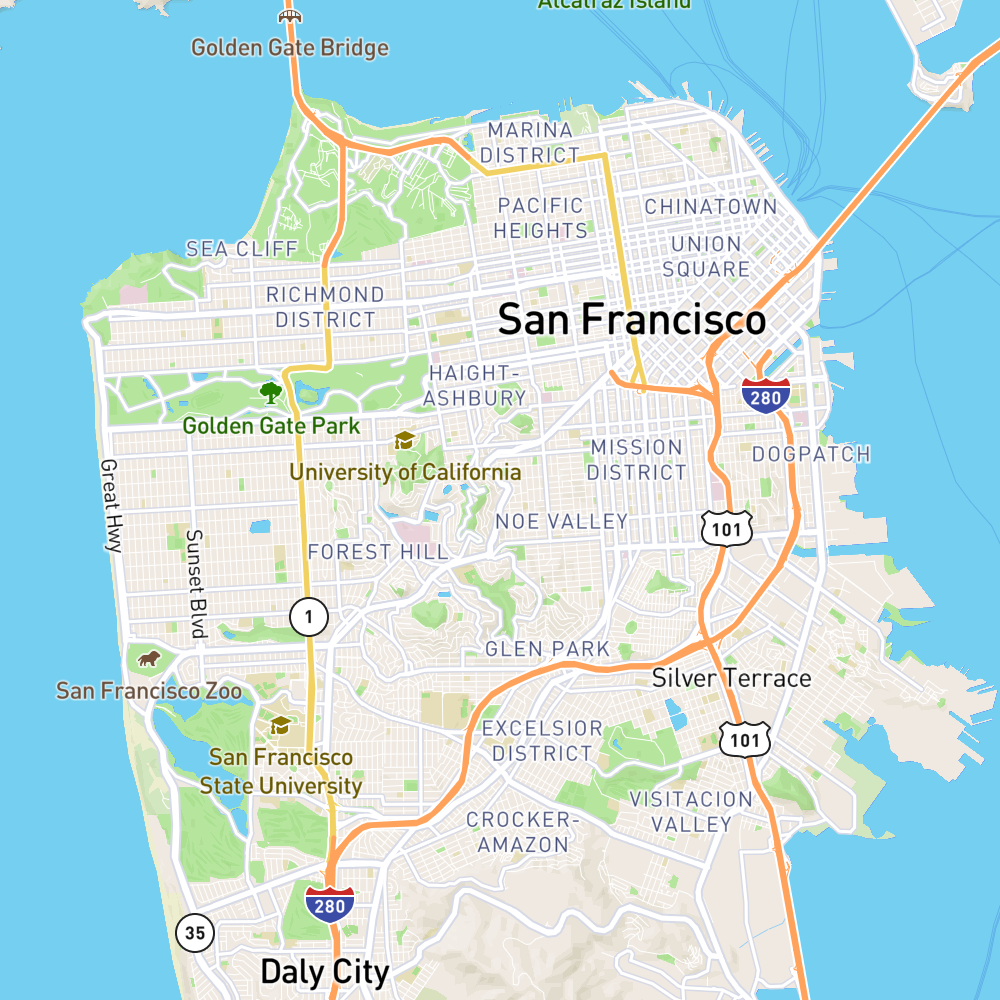 Alcatraz Island
Golden Gate Bridge
MARINA
DISTRICT
PACIFIC
HEIGHTS
CHINATOWN
SEA CLIFF
UNION
SQUARE
RICHMOND
DISTRICT
San Francisco
HAIGHT-
ASHBURY
280
Golden Gate Park
University of California
MISSION
DISTRICT
DOGPATCH
Great Hwy
NOE VALLEY
101
Sunset Blvd
FOREST HILL
1
GLEN PARK
San Francisco Zoo
Silver Terrace
EXCELSIOR
DISTRICT
101
San Francisco
State University
VISITACION
VALLEY
CROCKER-
AMAZON
280
35
Daly City